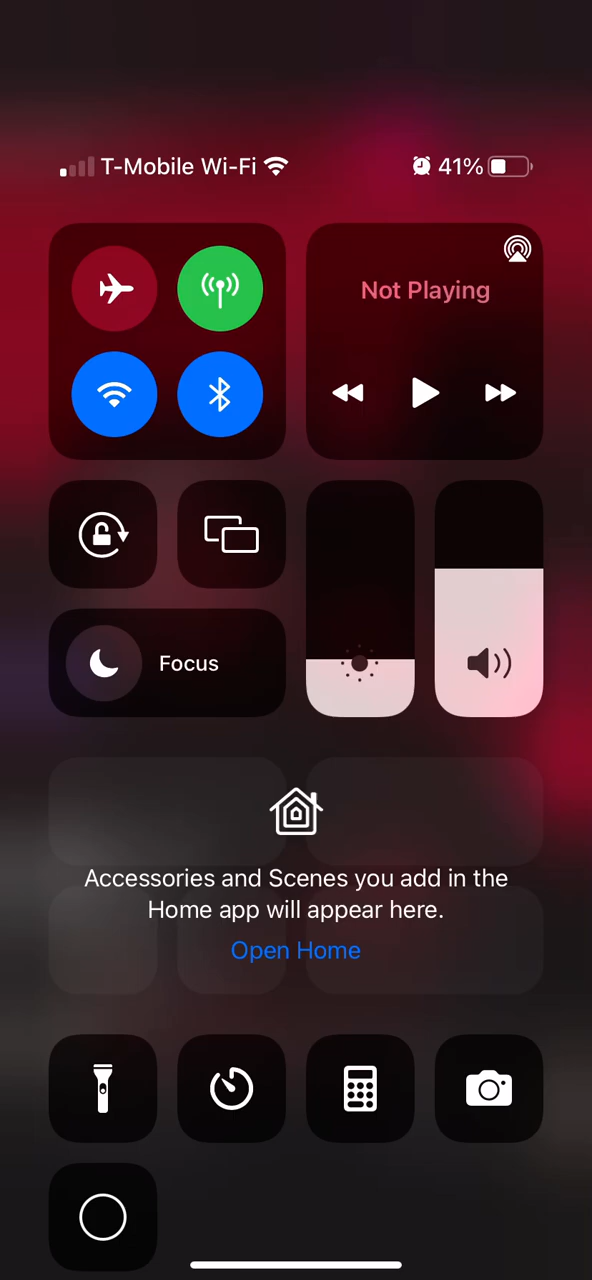 T-Mobile Wi-Fi 41%
Not Playing
Focus
Accessories and Scenes you add in the
Home app will appear here.
Open Home